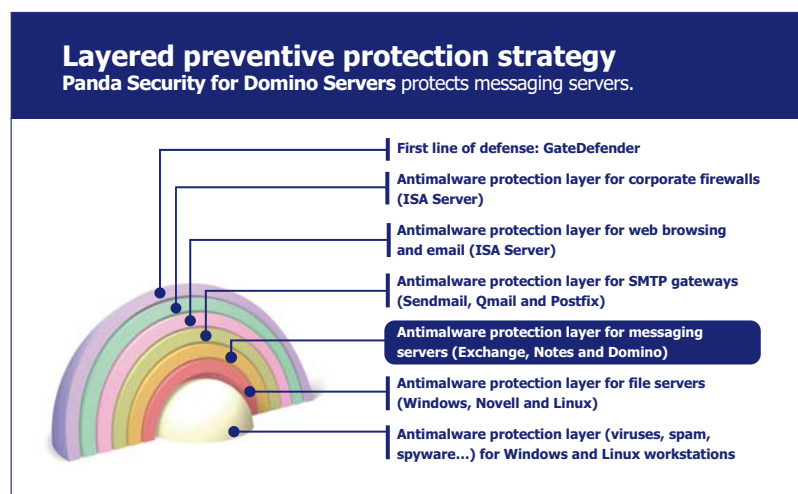 Layered preventive protection strategy
Panda Security for Domino Servers protects messaging servers.
First line of defense: GateDefender
Antimalware protection layer for corporate firewalls
(ISA Server)
Antimalware protection layer for web browsing
and email (ISA Server)
Antimalware protection layer for SMTP gateways
(Sendmail, Qmail and Postfix)
Antimalware protection layer for messaging
servers (Exchange, Notes and Domino)
Antimalware protection layer for file servers
(Windows, Novell and Linux)
Antimalware protection layer (viruses, spam,
spyware...) for Windows and Linux workstations